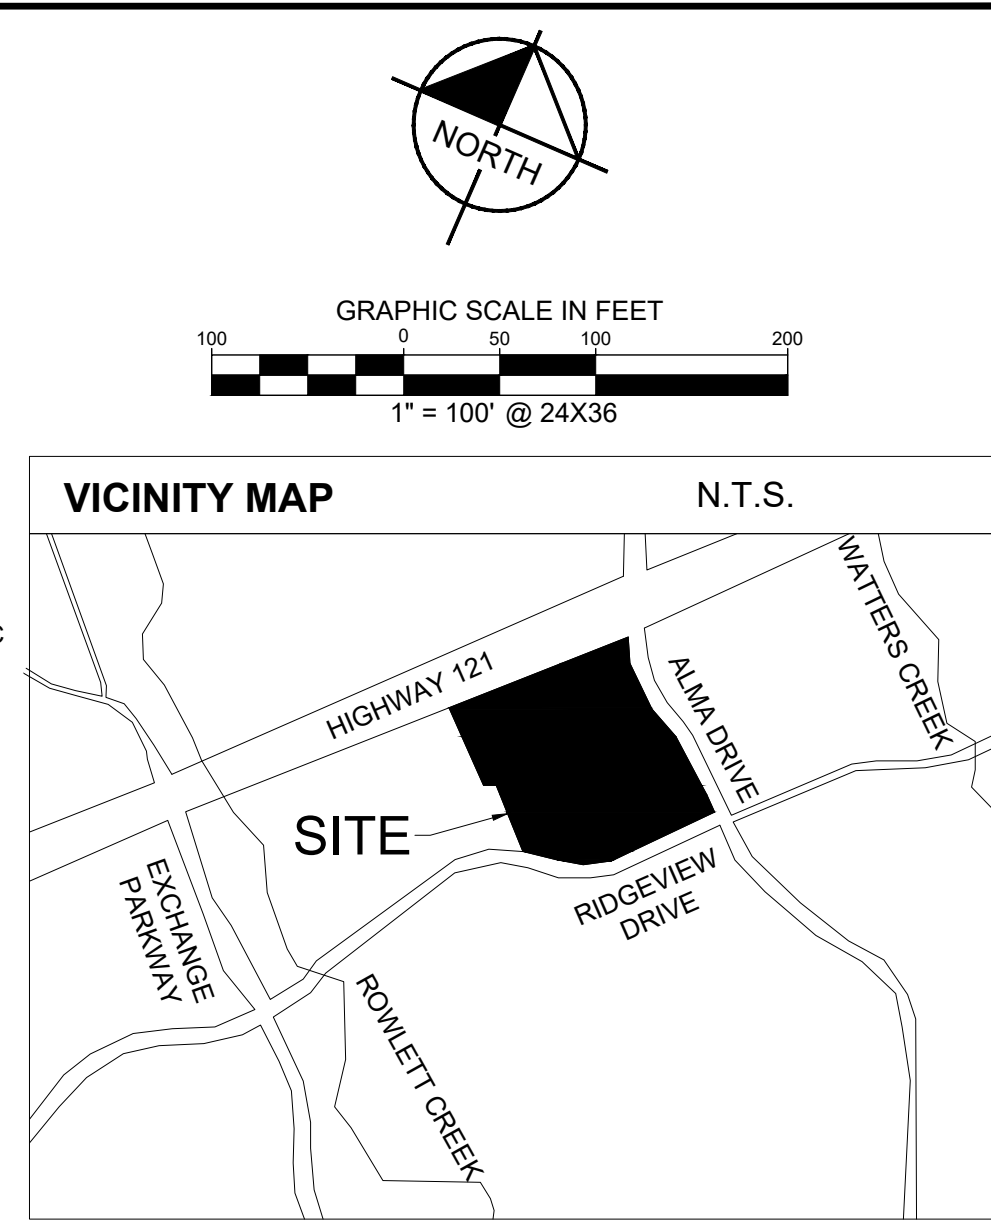 NORTH
GRAPHIC SCALE IN FEET
100 0 50 100 200
1" = 100' @ 24X36
VICINITY MAP N.T.S.
WATTERS CREEK
HIGHWAY 121
ALMA DRIVE
SITE
EXCHANGE
PARKWAY
RIDGEVIEW
DRIVE
ROWLETT CREEK